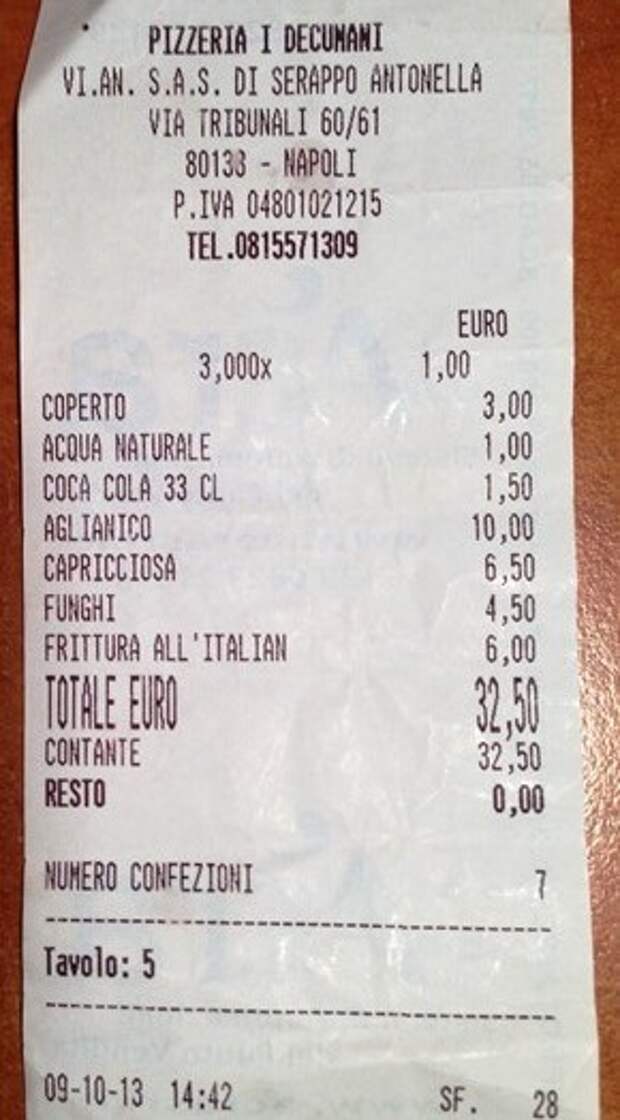 PIZZERIA I DECUMANI
VI.AN. S.A.S. DI SERAPPO ANTONELLA
VIA TRIBUNALI 60/61
80138 - NAPOLI
P.IVA 04801021215
TEL.0815571309
EURO
3,000x 1,00
COPERTO 3,00
ACQUA NATURALE 1,00
COCA COLA 33 CL 1,50
AGLIANICO 10,00
CAPRICCIOSA 6,50
FUNGHI 4,50
FRITTURA ALL'ITALIAN 6,00
TOTALE EURO 32,50
CONTANTE 32,50
RESTO 0,00
NUMERO CONFEZIONI 7
Tavolo: 5
09-10-13 14:42 SF. 28